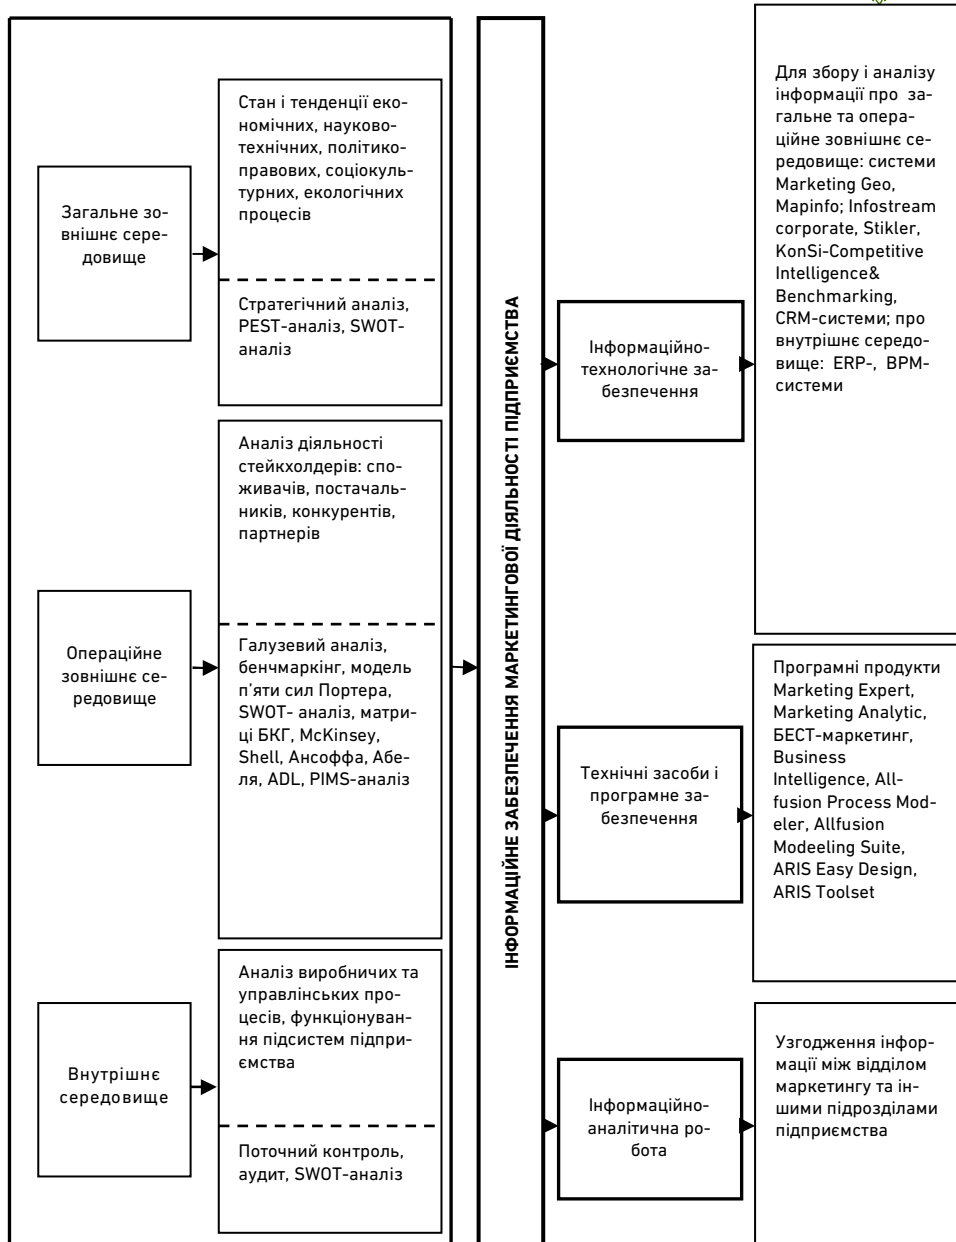 Загальне зо-
внішнє сере-
довище
Стан і тенденції еко-
номічних, науково-
технічних, політико-
правових, соціокуль-
турних, екологічних
процесів
Стратегічний аналіз,
PEST-аналіз, SWOT-
аналіз
Операційне
зовнішнє се-
редовище
Аналіз діяльності
стейкхолдерів: спо-
живачів, постачаль-
ників, конкурентів,
партнерів
Галузевий аналіз,
бенчмаркінг, модель
п’яти сил Портера,
SWOT- аналіз, матри-
ці БКГ, McKinsey,
Shell, Ансоффа, Абе-
ля, ADL, PIMS-аналіз
Внутрішнє
середовище
Аналіз виробничих та
управлінських про-
цесів, функціонуван-
ня підсистем підпри-
ємства
Поточний контроль,
аудит, SWOT-аналіз
ІНФОРМАЦІЙНЕ ЗАБЕЗПЕЧЕННЯ МАРКЕТИНГОВОЇ ДІЯЛЬНОСТІ ПІДПРИЄМСТВА
Інформаційно-
технологічне за-
безпечення
Для збору і аналізу
інформації про за-
гальне та опера-
ційне зовнішнє се-
редовище: системи
Marketing Geo,
Mapinfo; Infostream
corporate, Stikler,
KonSi-Competitive
Intelligence&
Benchmarking,
CRM-системи; про
внутрішнє середо-
вище: ERP-, BPM-
системи
Технічні засоби і
програмне за-
безпечення
Програмні продукти
Marketing Expert,
Marketing Analytic,
БЕСТ-маркетинг,
Business
Intelligence, All-
fusion Process Mod-
eler, Allfusion
Modeeling Suite,
ARIS Easy Design,
ARIS Toolset
Інформаційно-
аналітична ро-
бота
Узгодження інфор-
мації між відділом
маркетингу та ін-
шими підрозділами
підприємства